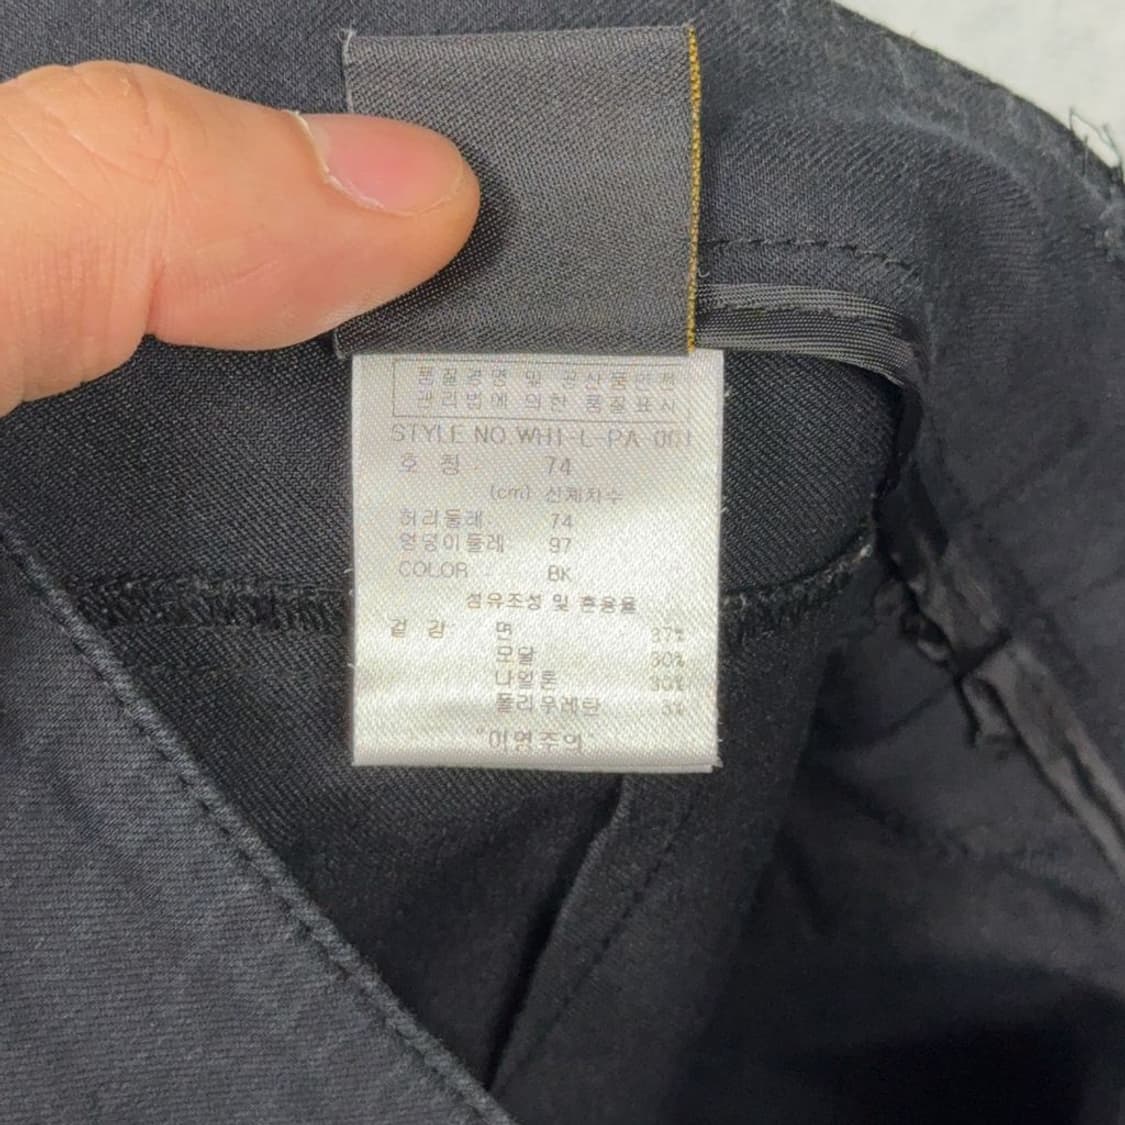 품질경영 및 공산품안전
관리법에 의한 품질표시
STYLE NO. WH1-L-PA 001
호 칭 : 74
(cm) 신체치수
허리둘레 74
엉덩이둘레 97
COLOR : BK
섬유조성 및 혼용율
겉 감 면 37%
모달 30%
나일론 30%
폴리우레탄 3%
"이염주의"